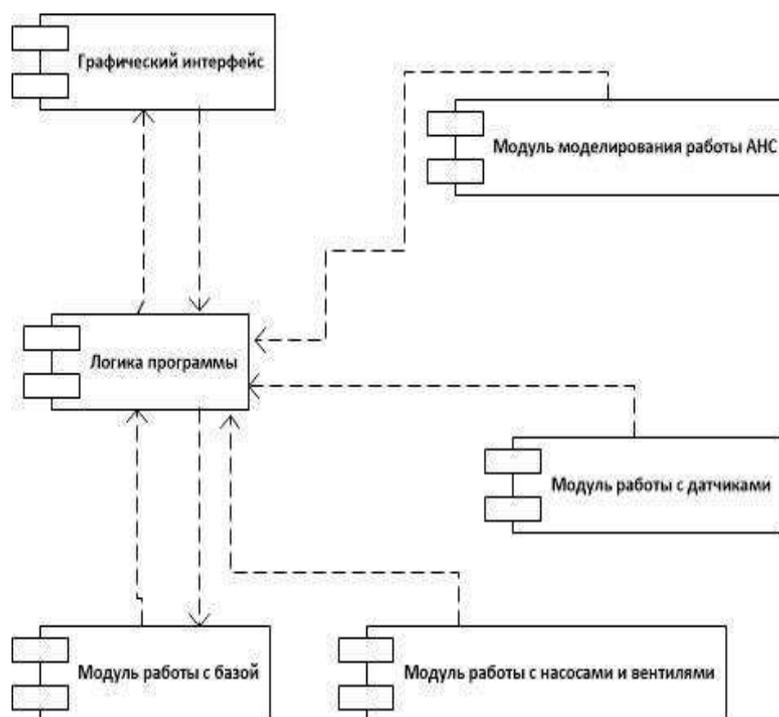 Графический интерфейс
Модуль моделирования работы АНС
Логика программы
Модуль работы с датчиками
Модуль работы с базой
Модуль работы с насосами и вентилями